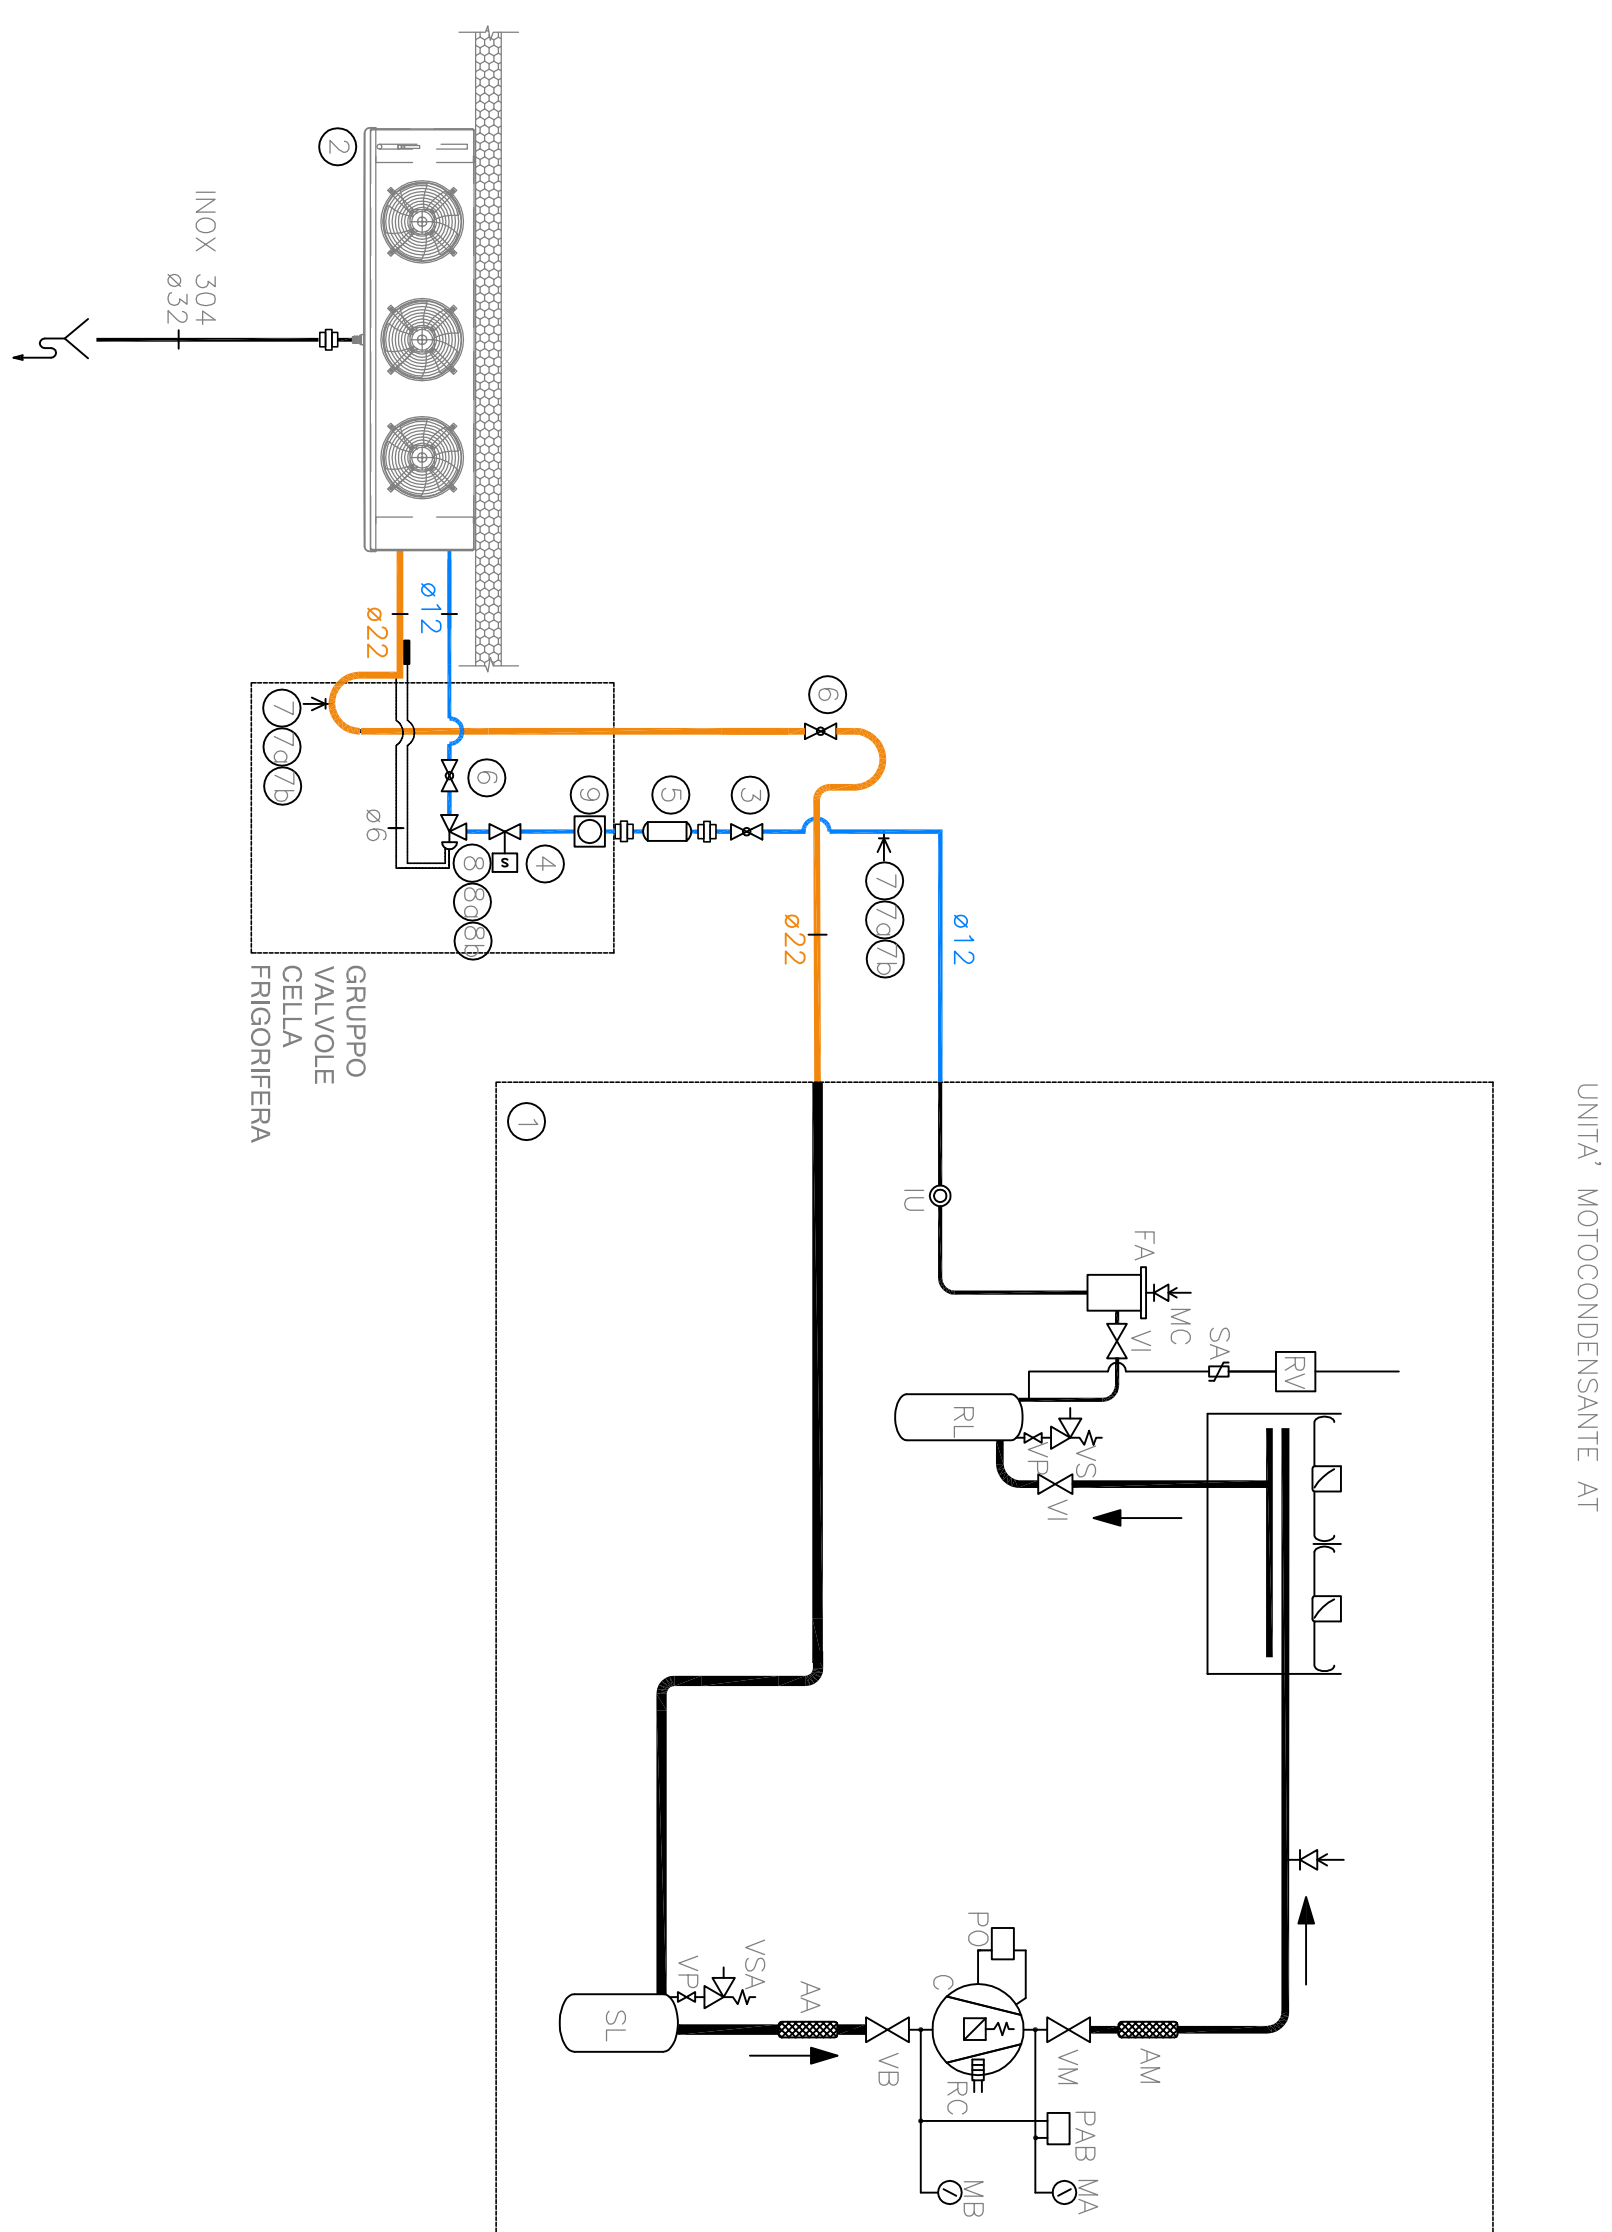 UNITA' MOTOCONDENSANTE AT
2
INOX 304
ø32
ø12
ø22
6
7
7a
7b
6
ø6
9
5
3
8
8a
8b
S
4
7
7a
7b
ø22
ø12
GRUPPO
VALVOLE
CELLA
FRIGORIFERA
1
IU
FA
MC
VI
SA
RV
RL
VP
VS
VI
PO
C
VSA
VP
AA
SL
VB
RC
VM
AM
PAB
MB
MA